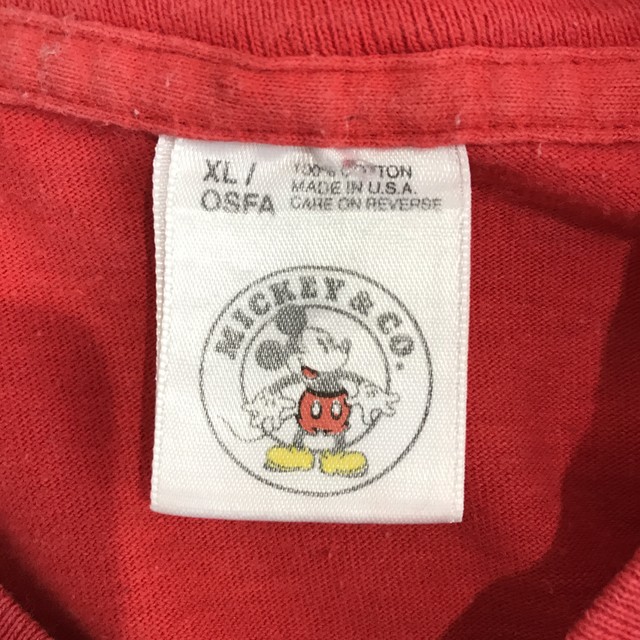 XL/
OSFA
100% COTTON
MADE IN U.S.A.
CARE ON REVERSE
MICKEY & CO.